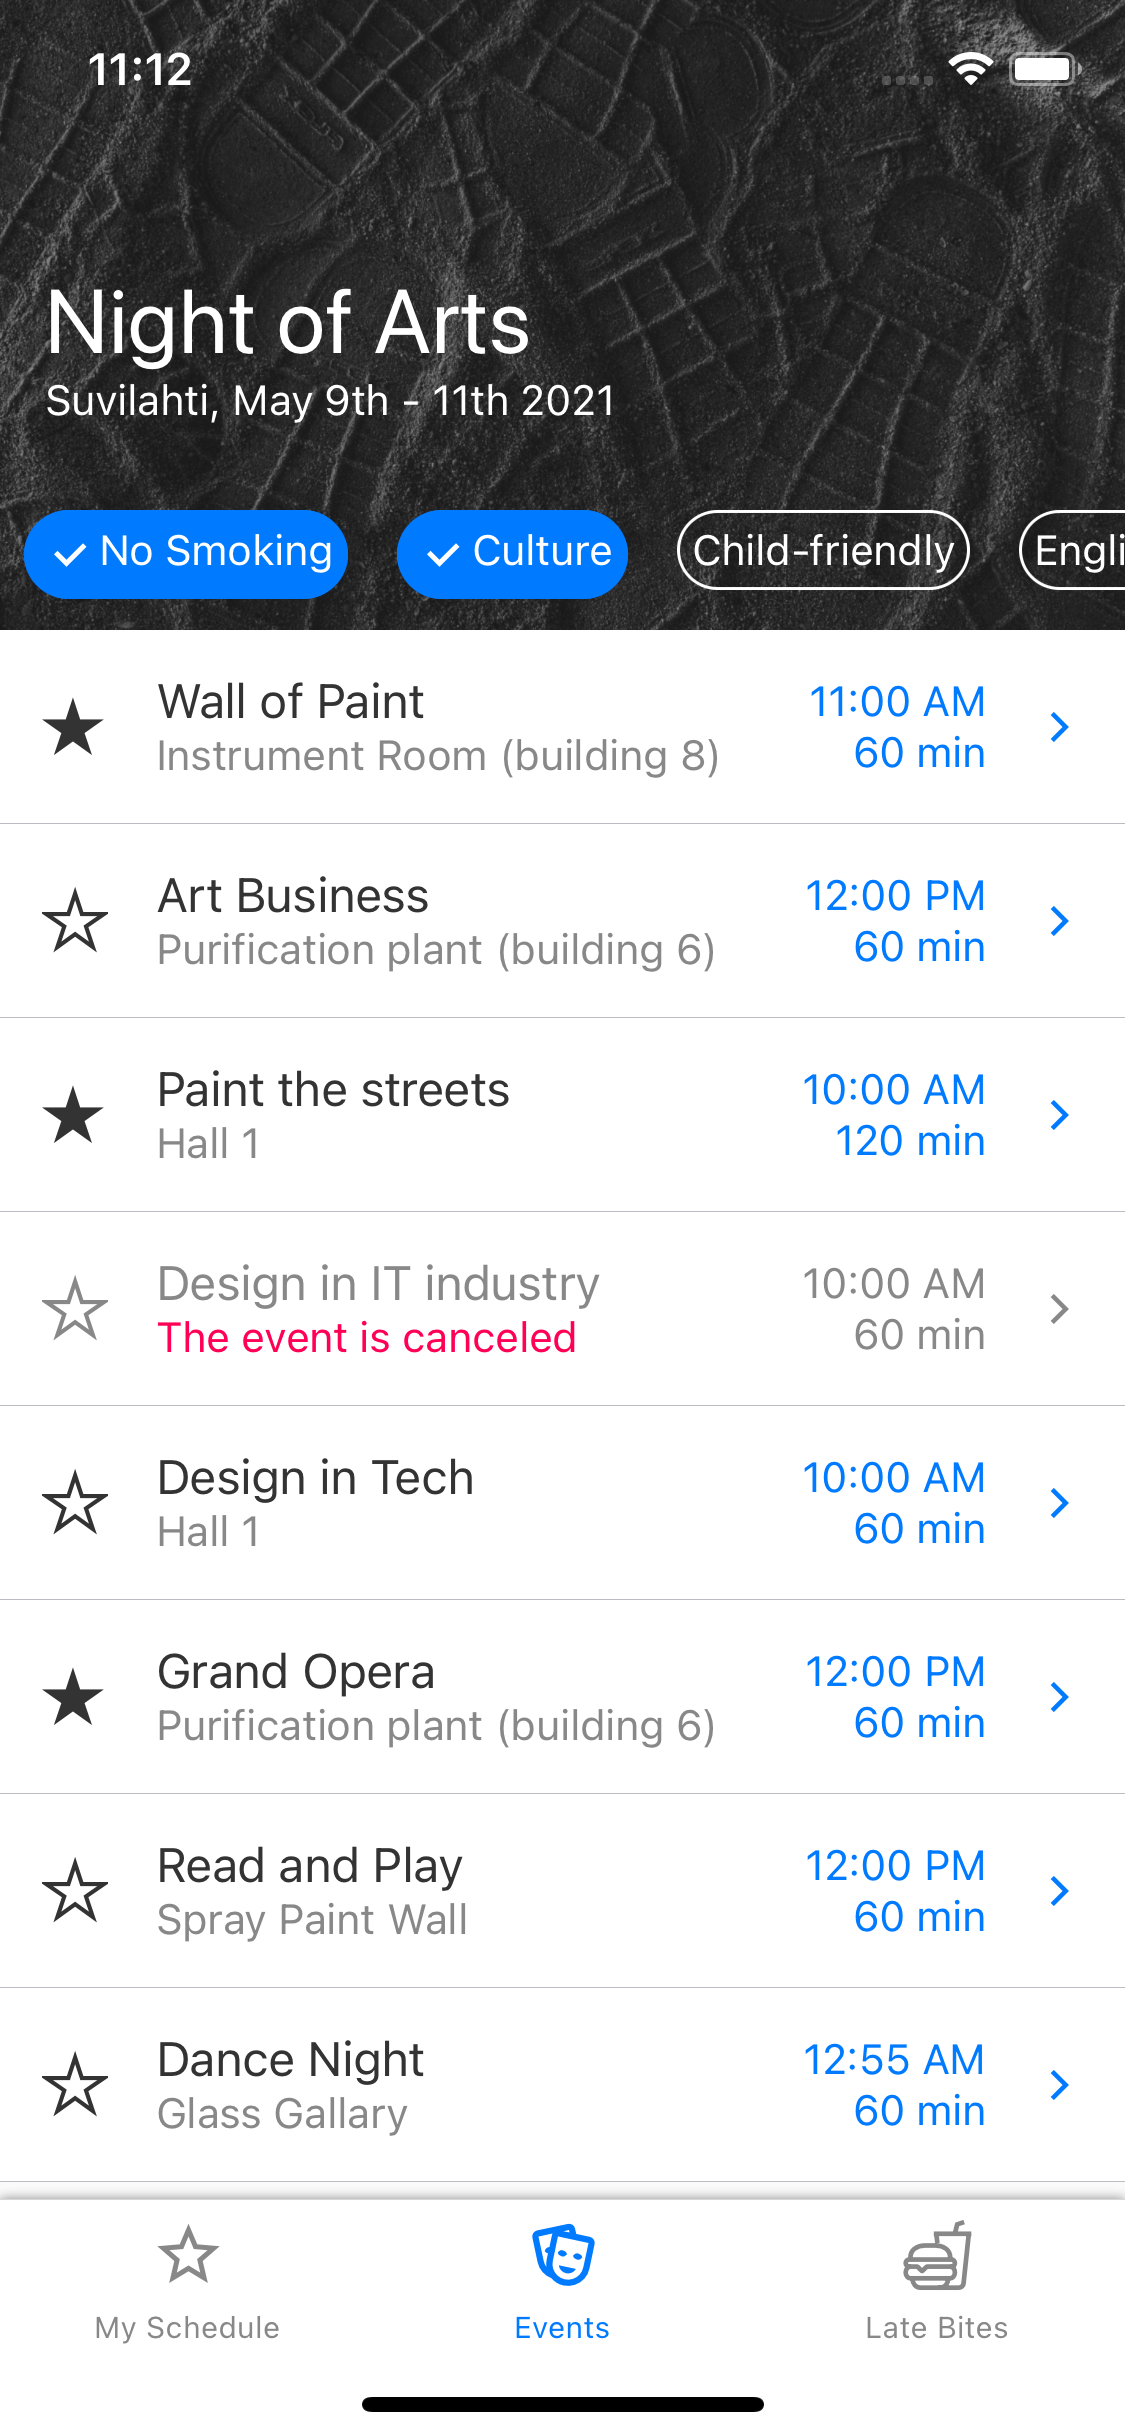 11:12
Night of Arts
Suvilahti, May 9th - 11th 2021
No Smoking Culture Child-friendly Engli
Wall of Paint 11:00 AM
Instrument Room (building 8) 60 min
Art Business 12:00 PM
Purification plant (building 6) 60 min
Paint the streets 10:00 AM
Hall 1 120 min
Design in IT industry 10:00 AM
The event is canceled 60 min
Design in Tech 10:00 AM
Hall 1 60 min
Grand Opera 12:00 PM
Purification plant (building 6) 60 min
Read and Play 12:00 PM
Spray Paint Wall 60 min
Dance Night 12:55 AM
Glass Gallary 60 min
My Schedule Events Late Bites